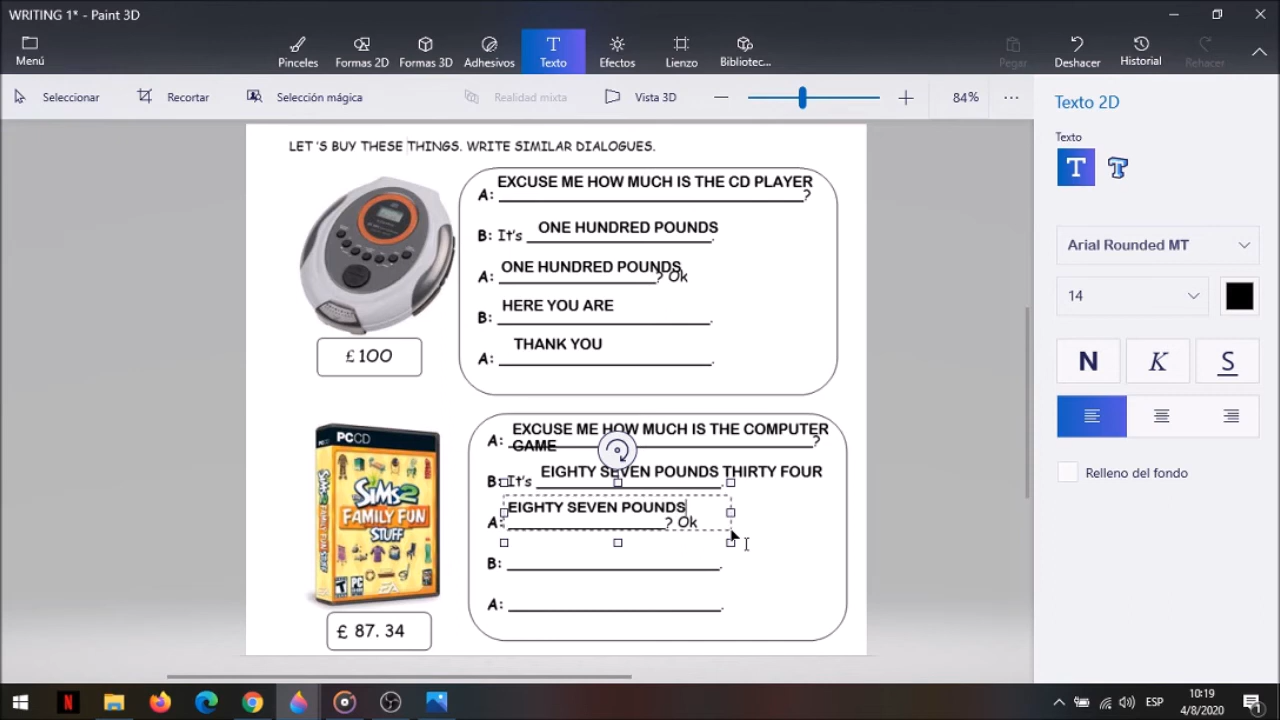 WRITING 1* - Paint 3D
Menú
Pinceles
Formas 2D
Formas 3D
Adhesivos
Texto
Efectos
Lienzo
Bibliotec...
Pegar
Deshacer
Historial
Rehacer
Seleccionar
Recortar
Selección mágica
Realidad mixta
Vista 3D
84%
Texto 2D
Texto
T
T
Arial Rounded MT
14
N K S
Relleno del fondo
LET 'S BUY THESE THINGS. WRITE SIMILAR DIALOGUES.
EXCUSE ME HOW MUCH IS THE CD PLAYER
A: ?
B: It's ONE HUNDRED POUNDS.
ONE HUNDRED POUNDS
A: ? Ok
HERE YOU ARE
B: .
THANK YOU
A: .
£ 100
PC CD
SiMS 2
FAMILY FUN
STUFF
EA
£ 87. 34
EXCUSE ME HOW MUCH IS THE COMPUTER
A: GAME ?
B: It's EIGHTY SEVEN POUNDS THIRTY FOUR.
EIGHTY SEVEN POUNDS
A: ? Ok
B: .
A: .
ESP
10:19
4/8/2020